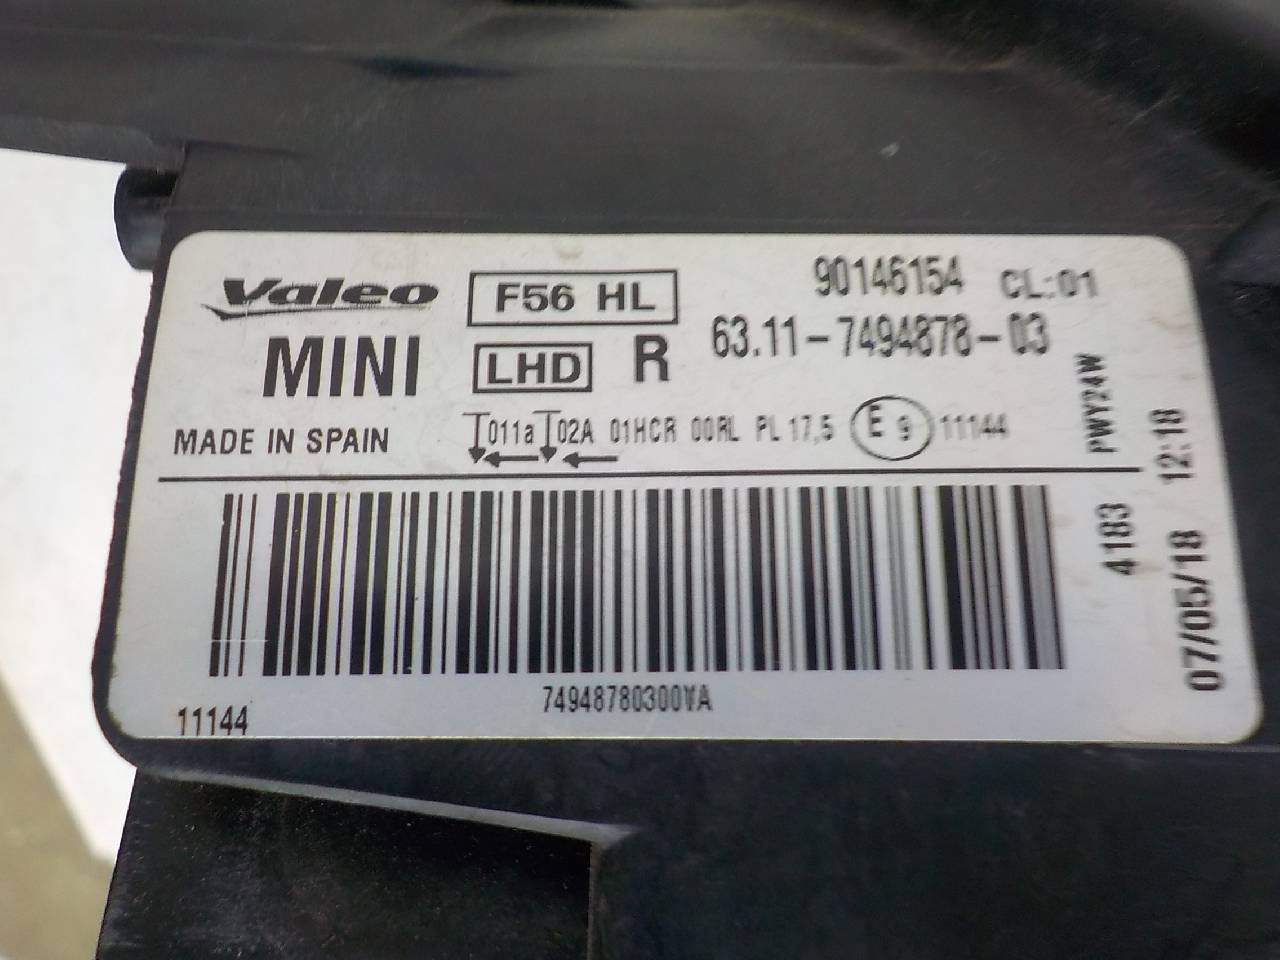 Valeo F56 HL 90146154 CL:01
MINI LHD R 63.11-7494878-03
MADE IN SPAIN 011a 02A 01HCR 00RL PL 17,5 E 9 11144
PWY24W
4183
07/05/18 12:18
74948780300VA
11144